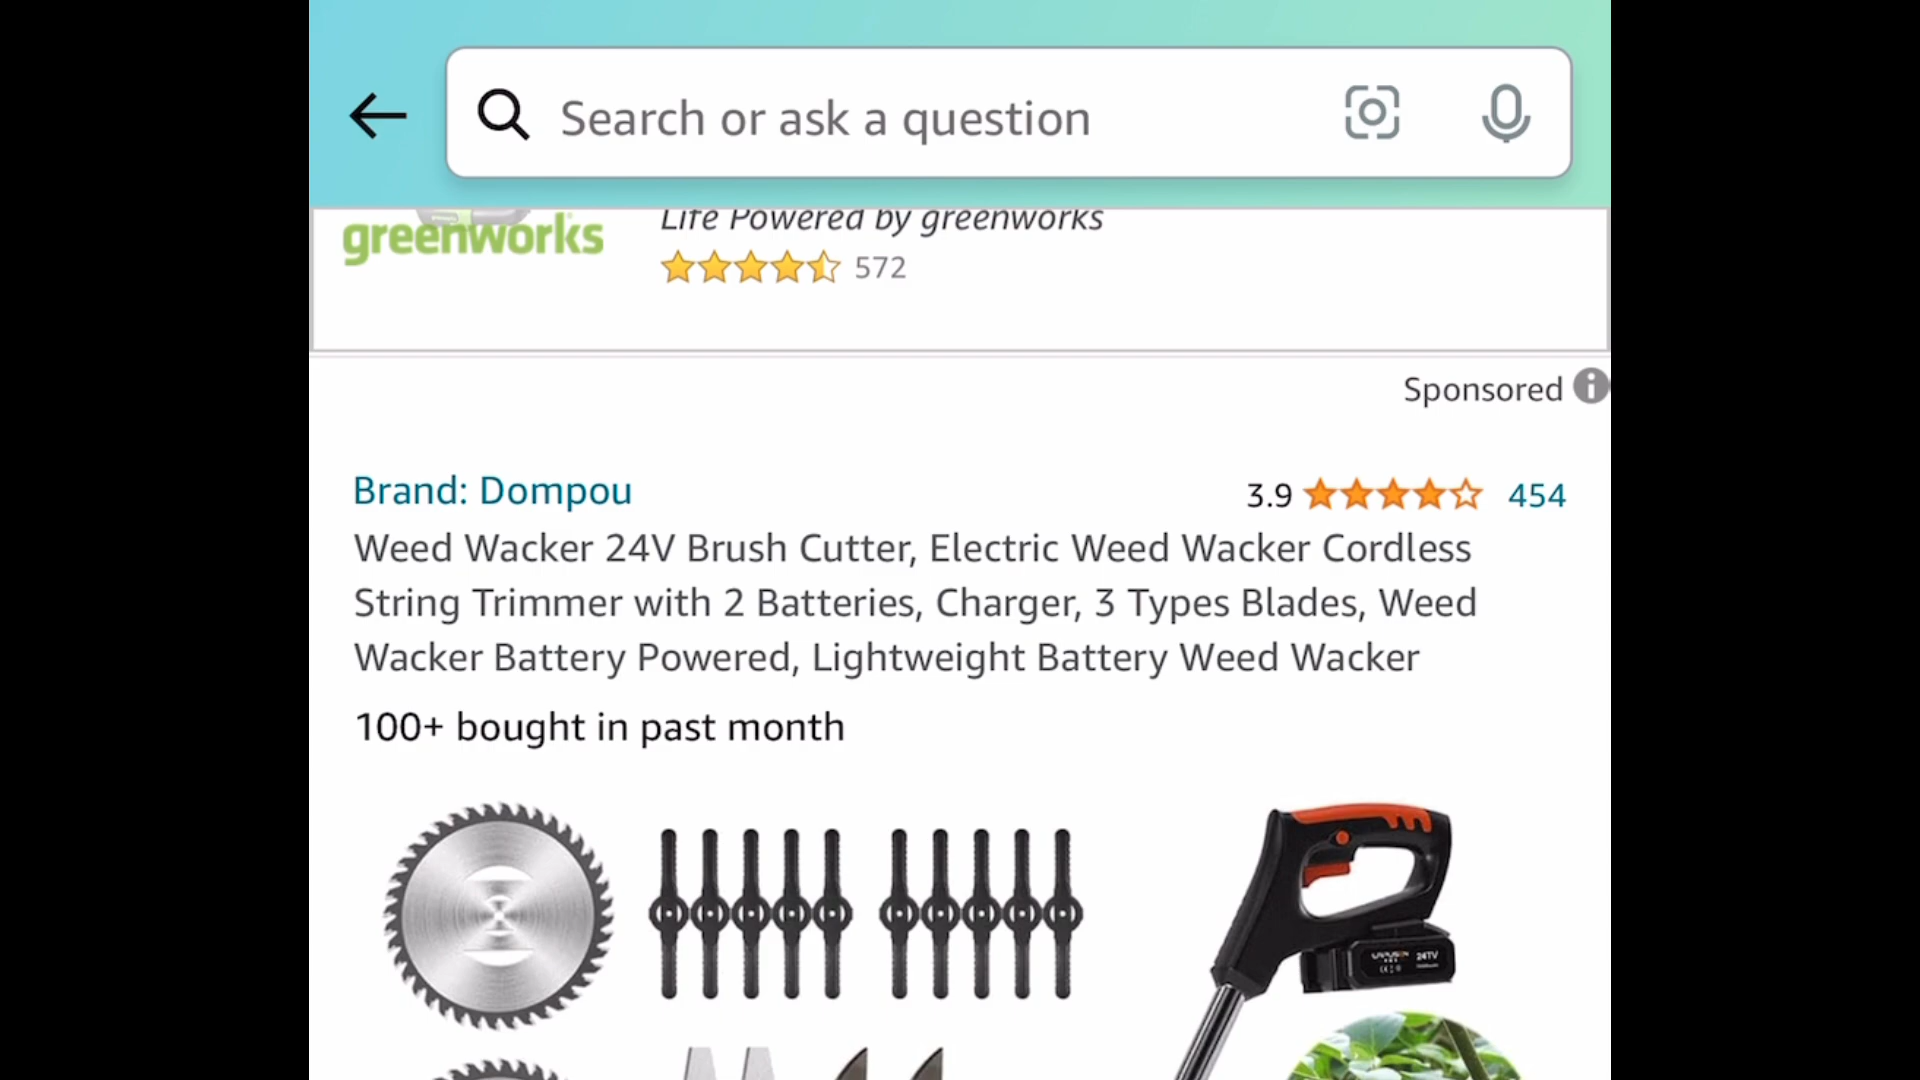 Search or ask a question
greenworks
Life Powered by greenworks
572
Sponsored
Brand: Dompou
3.9
454
Weed Wacker 24V Brush Cutter, Electric Weed Wacker Cordless
String Trimmer with 2 Batteries, Charger, 3 Types Blades, Weed
Wacker Battery Powered, Lightweight Battery Weed Wacker
100+ bought in past month
24TV